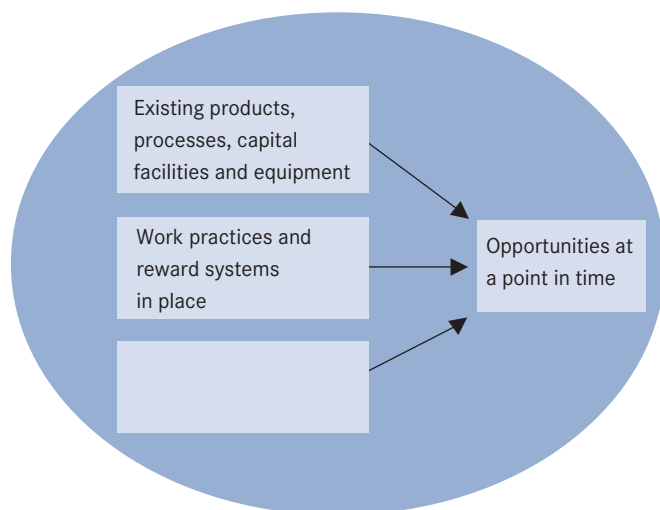 Existing products,
processes, capital
facilities and equipment
Work practices and
reward systems
in place
Opportunities at
a point in time